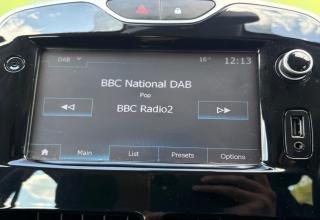 DAB 16° 12:13
BBC National DAB
Pop
BBC Radio2
Main List Presets Options